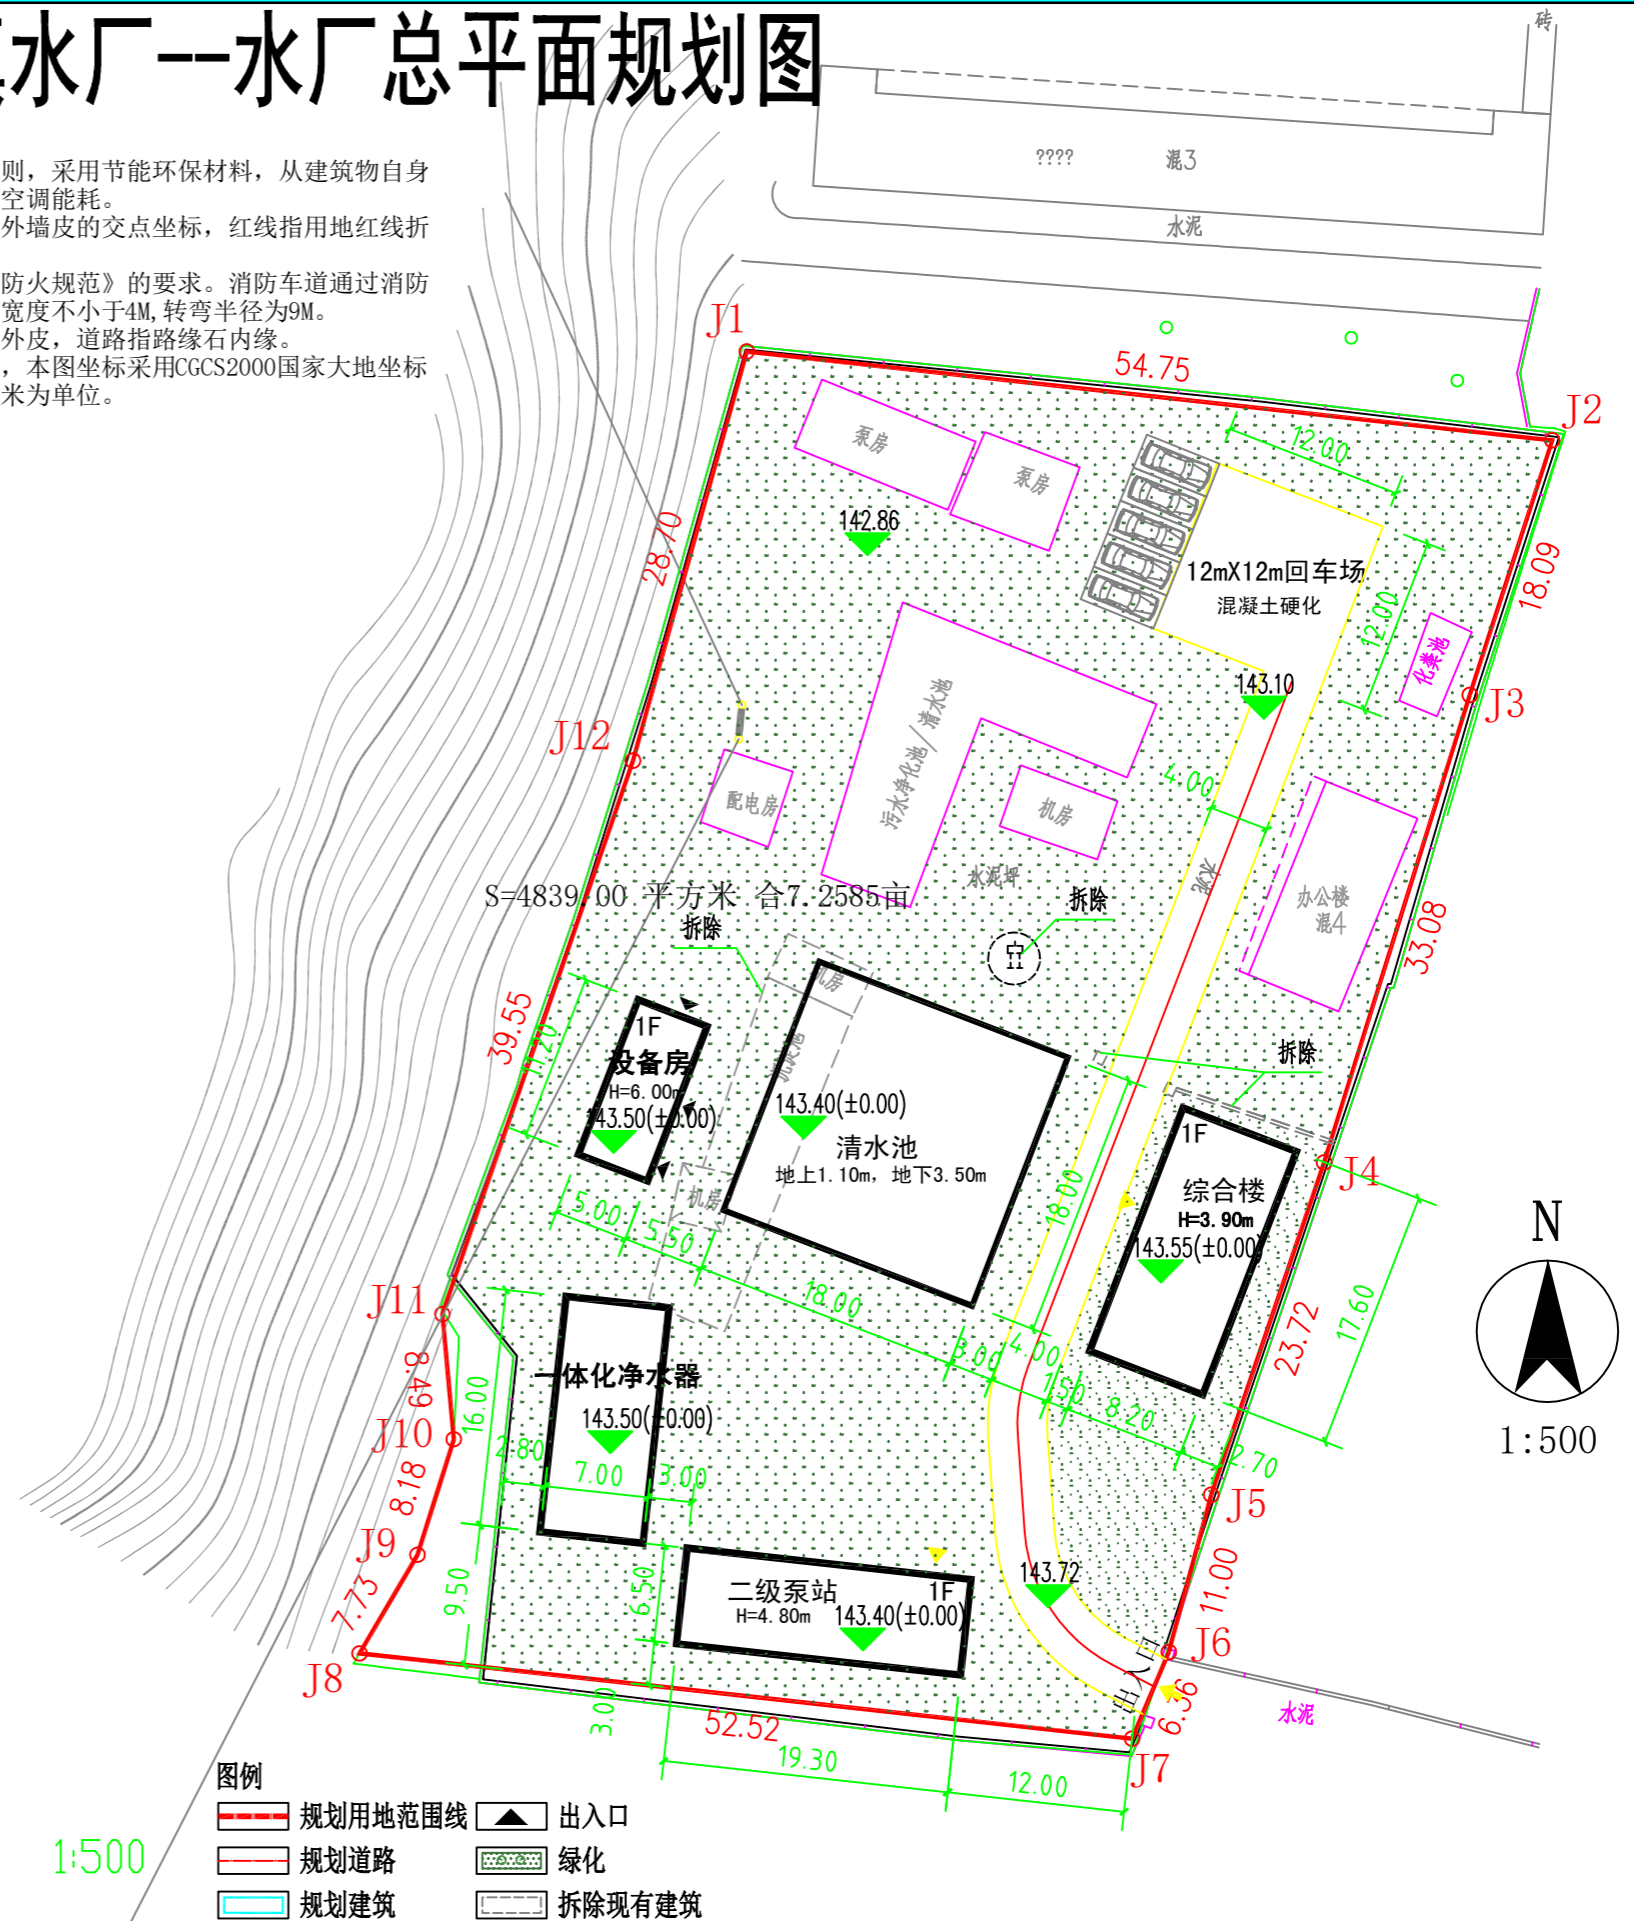 水厂--水厂总平面规划图
则，采用节能环保材料，从建筑物自身
空调能耗。
外墙皮的交点坐标，红线指用地红线折
防火规范》的要求。消防车道通过消防
宽度不小于4M,转弯半径为9M。
外皮，道路指路缘石内缘。
，本图坐标采用CGCS2000国家大地坐标
米为单位。
砖
????
混3
水泥
J1
54.75
J2
12.00
泵房
泵房
142.86
28.70
12mX12m回车场
混凝土硬化
12.00
18.09
化粪池
J3
143.10
J12
污水净化池/清水池
配电房
机房
4.00
水泥
水泥坪
办公楼
混4
33.08
S=4839.00 平方米 合7.2585亩
拆除
拆除
机房
39.55
11.20
1F
设备房
H=6.00m
143.50(±0.00)
143.40(±0.00)
清水池
地上1.10m，地下3.50m
拆除
1F
综合楼
H=3.90m
143.55(±0.00)
J4
机房
5.00
5.50
18.00
18.00
3.00
4.00
1.50
8.20
2.70
17.60
23.72
N
1:500
J11
8.49
16.00
一体化净水器
143.50(±0.00)
J10
2.80
7.00
3.00
8.18
J5
J9
9.50
6.50
7.73
二级泵站
H=4.80m
1F
143.40(±0.00)
143.72
11.00
J6
出入口
J8
3.00
52.52
6.36
水泥
J7
19.30
12.00
图例
规划用地范围线
出入口
规划道路
绿化
规划建筑
拆除现有建筑
1:500